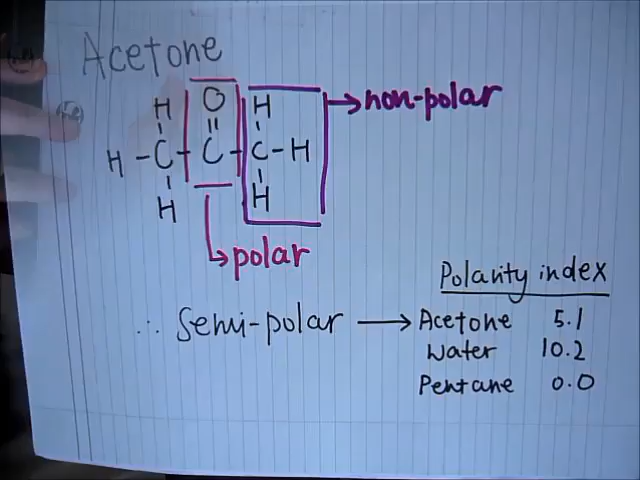 Acetone
H O H
|| 
H - C - C - C - H
H H
→ non-polar
→ polar
∴ Semi-polar →
Polarity index
Acetone 5.1
Water 10.2
Pentane 0.0